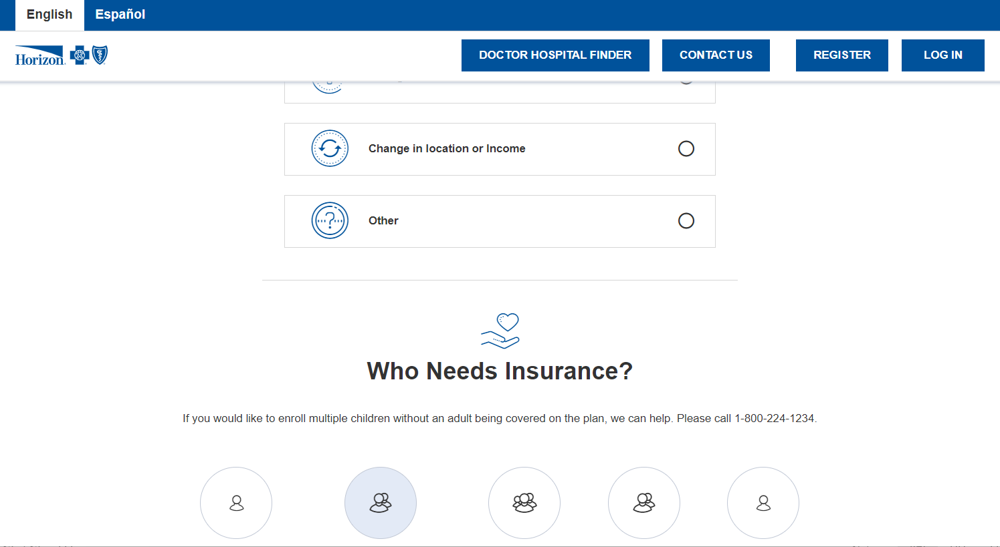 English Español
Horizon DOCTOR HOSPITAL FINDER CONTACT US REGISTER LOG IN
Change in location or Income
Other
Who Needs Insurance?
If you would like to enroll multiple children without an adult being covered on the plan, we can help. Please call 1-800-224-1234.